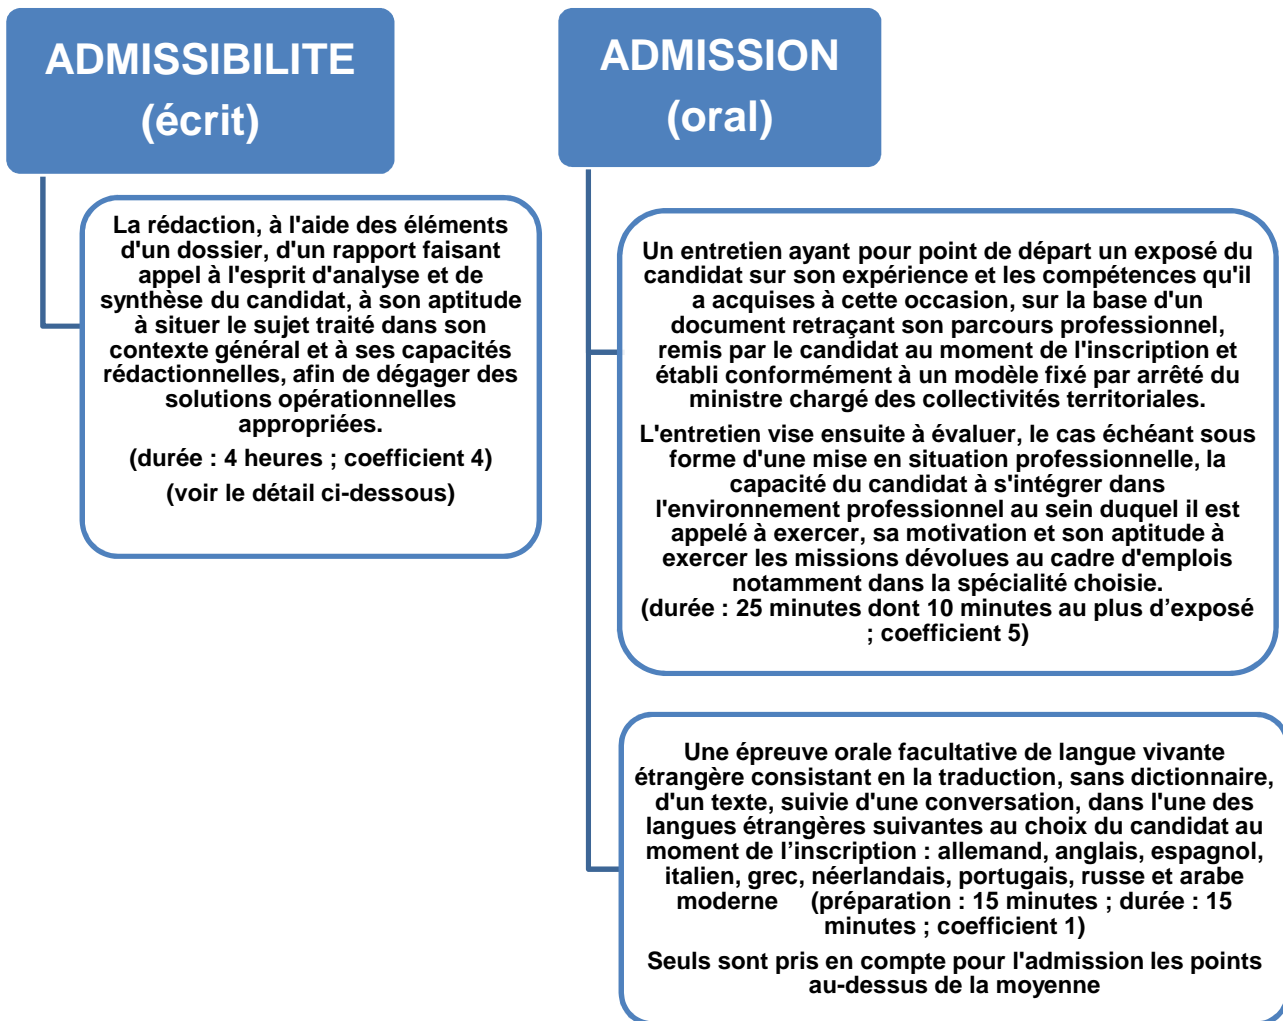 ADMISSIBILITE
(écrit)
La rédaction, à l'aide des éléments
d'un dossier, d'un rapport faisant
appel à l'esprit d'analyse et de
synthèse du candidat, à son aptitude
à situer le sujet traité dans son
contexte général et à ses capacités
rédactionnelles, afin de dégager des
solutions opérationnelles
appropriées.
(durée : 4 heures ; coefficient 4)
(voir le détail ci-dessous)
ADMISSION
(oral)
Un entretien ayant pour point de départ un exposé du
candidat sur son expérience et les compétences qu'il
a acquises à cette occasion, sur la base d'un
document retraçant son parcours professionnel,
remis par le candidat au moment de l'inscription et
établi conformément à un modèle fixé par arrêté du
ministre chargé des collectivités territoriales.
L'entretien vise ensuite à évaluer, le cas échéant sous
forme d'une mise en situation professionnelle, la
capacité du candidat à s'intégrer dans
l'environnement professionnel au sein duquel il est
appelé à exercer, sa motivation et son aptitude à
exercer les missions dévolues au cadre d'emplois
notamment dans la spécialité choisie.
(durée : 25 minutes dont 10 minutes au plus d’exposé
; coefficient 5)
Une épreuve orale facultative de langue vivante
étrangère consistant en la traduction, sans dictionnaire,
d'un texte, suivie d'une conversation, dans l'une des
langues étrangères suivantes au choix du candidat au
moment de l’inscription : allemand, anglais, espagnol,
italien, grec, néerlandais, portugais, russe et arabe
moderne (préparation : 15 minutes ; durée : 15
minutes ; coefficient 1)
Seuls sont pris en compte pour l'admission les points
au-dessus de la moyenne